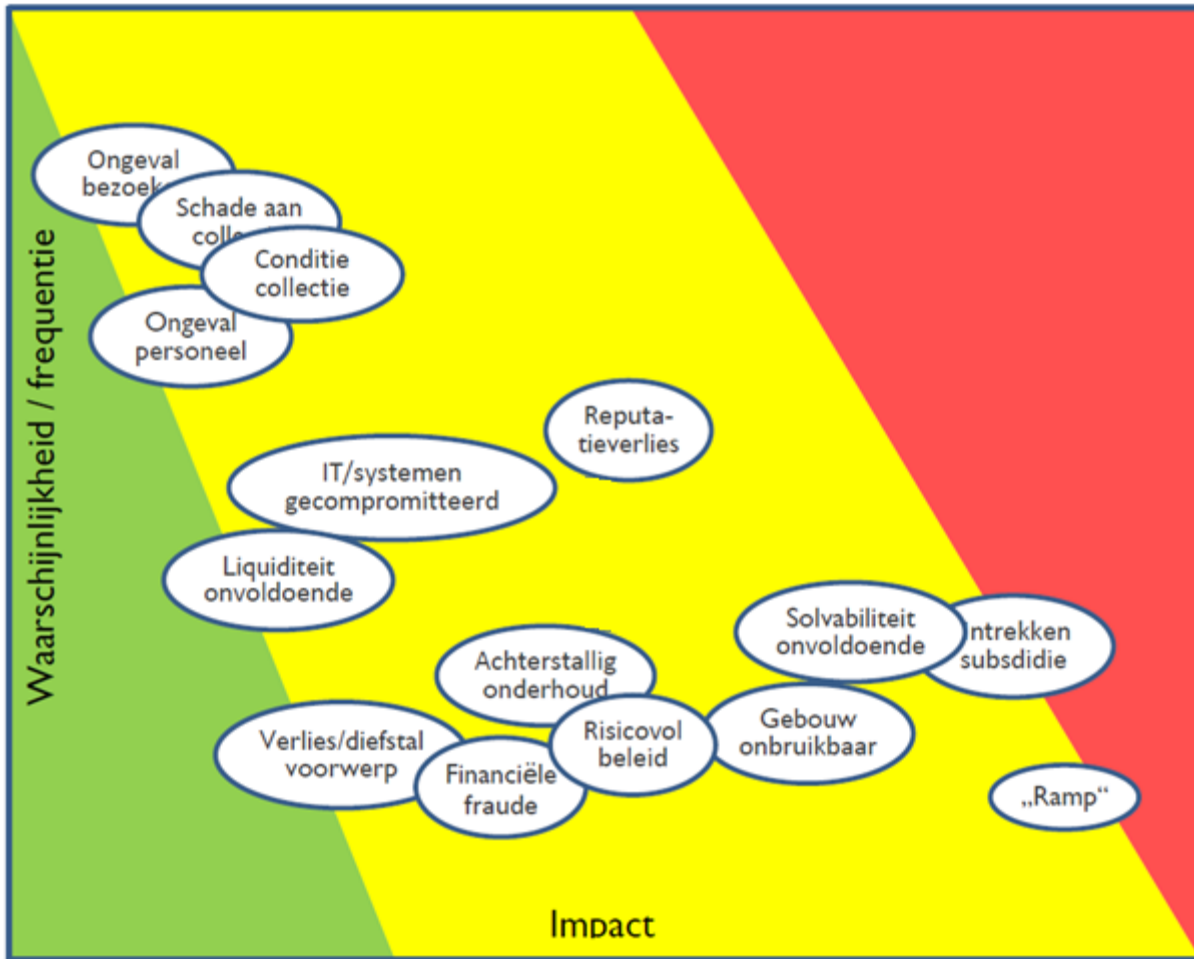 Waarschijnlijkheid / frequentie
Ongeval
bezoek
Schade aan
Conditie
collectie
Ongeval
personeel
Reputa-
tieverlies
IT/systemen
gecompromitteerd
Liquiditeit
onvoldoende
Solvabiliteit
onvoldoende
ntrekken
subsdidie
Achterstallig
onderhoud
Risicovol
beleid
Gebouw
onbruikbaar
Verlies/diefstal
voorwerp
Financiële
fraude
„Ramp“
Impact